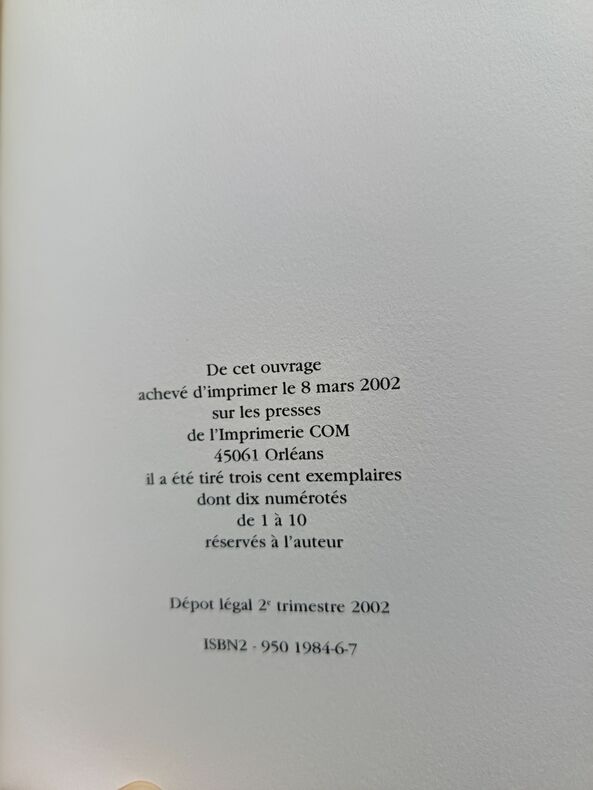 De cet ouvrage
achevé d'imprimer le 8 mars 2002
sur les presses
de l'Imprimerie COM
45061 Orléans
il a été tiré trois cent exemplaires
dont dix numérotés
de 1 à 10
réservés à l'auteur
Dépot légal 2e trimestre 2002
ISBN2 - 950 1984-6-7